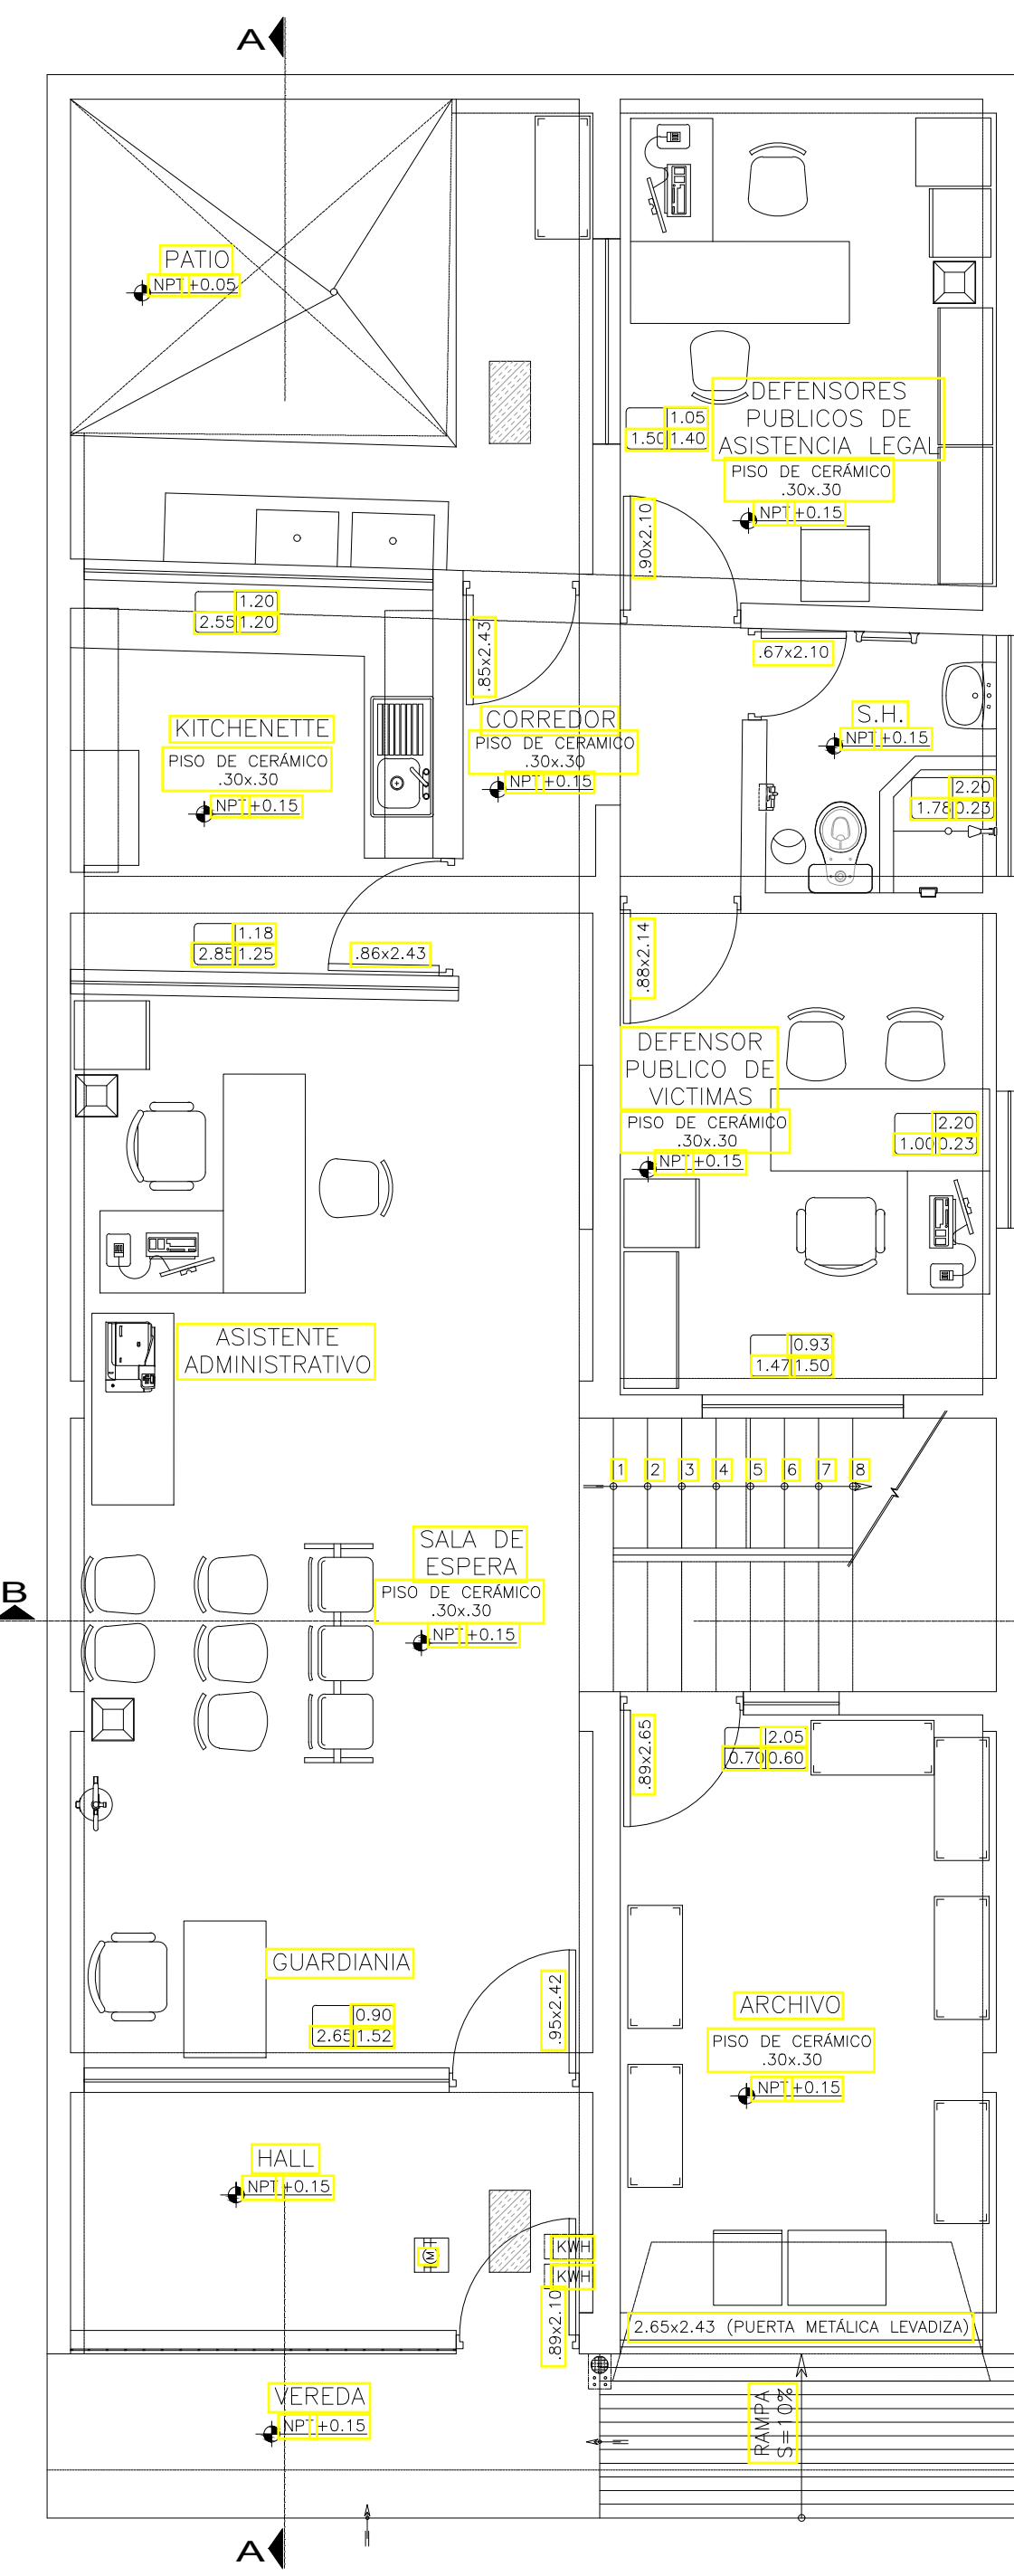 A
PATIO
NPT +0.05
DEFENSORES
PUBLICOS DE
ASISTENCIA LEGAL
PISO DE CERÁMICO
.30x.30
NPT +0.15
1.05
1.50 1.40
.90x2.10
1.20
2.55 1.20
.85x2.43
.67x2.10
KITCHENETTE
PISO DE CERÁMICO
.30x.30
NPT +0.15
CORREDOR
PISO DE CERAMICO
.30x.30
NPT +0.15
S.H.
NPT +0.15
2.20
1.78 0.23
1.18
2.85 1.25
.86x2.43
.88x2.14
DEFENSOR
PUBLICO DE
VICTIMAS
PISO DE CERÁMICO
.30x.30
NPT +0.15
2.20
1.00 0.23
ASISTENTE
ADMINISTRATIVO
0.93
1.47 1.50
1 2 3 4 5 6 7 8
SALA DE
ESPERA
PISO DE CERÁMICO
.30x.30
NPT +0.15
B
.89x2.65
2.05
0.70 0.60
GUARDIANIA
0.90
2.65 1.52
.95x2.42
ARCHIVO
PISO DE CERÁMICO
.30x.30
NPT +0.15
HALL
NPT +0.15
M
KWH
KWH
.89x2.10
2.65x2.43 (PUERTA METÁLICA LEVADIZA)
VEREDA
NPT +0.15
RAMPA
S=10%
A